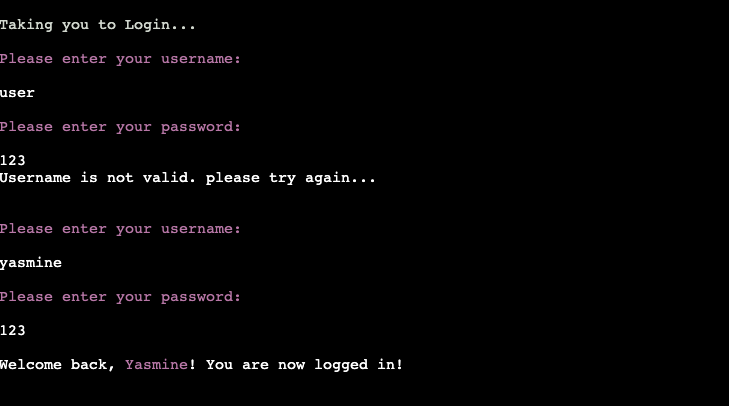 Taking you to Login...
Please enter your username:
user
Please enter your password:
123
Username is not valid. please try again...
Please enter your username:
yasmine
Please enter your password:
123
Welcome back, Yasmine! You are now logged in!